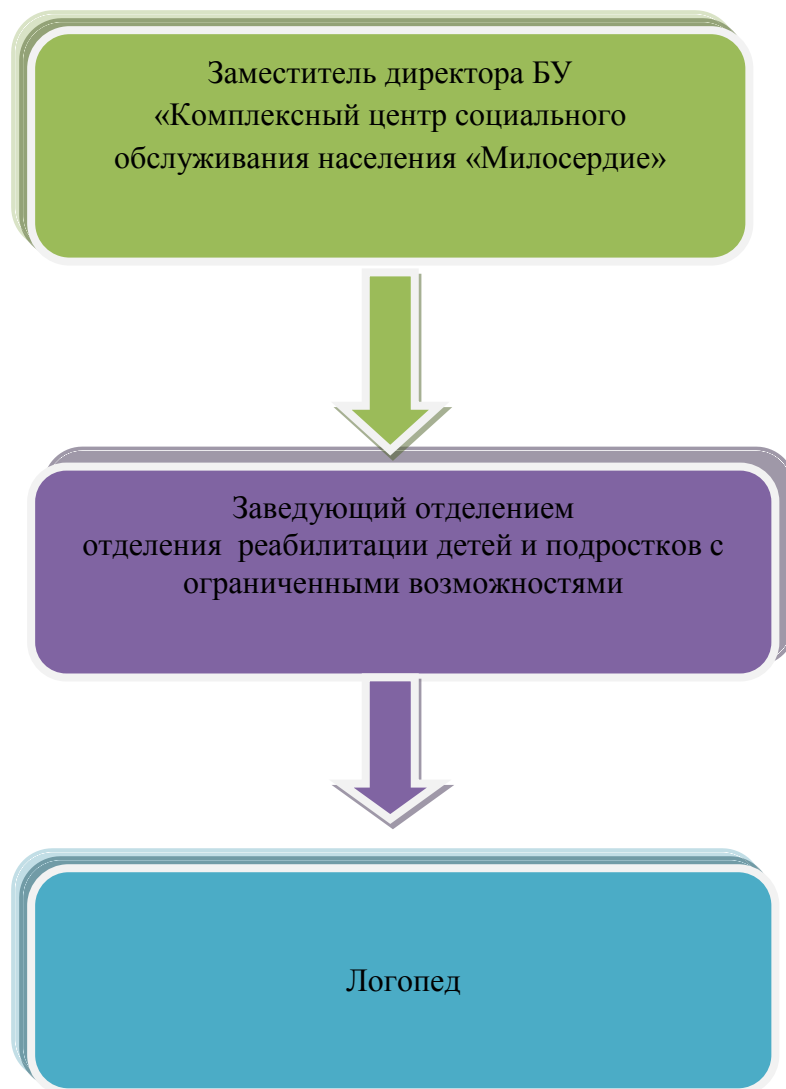 Заместитель директора БУ
«Комплексный центр социального
обслуживания населения «Милосердие»
Заведующий отделением
отделения  реабилитации детей и подростков с
ограниченными возможностями
Логопед